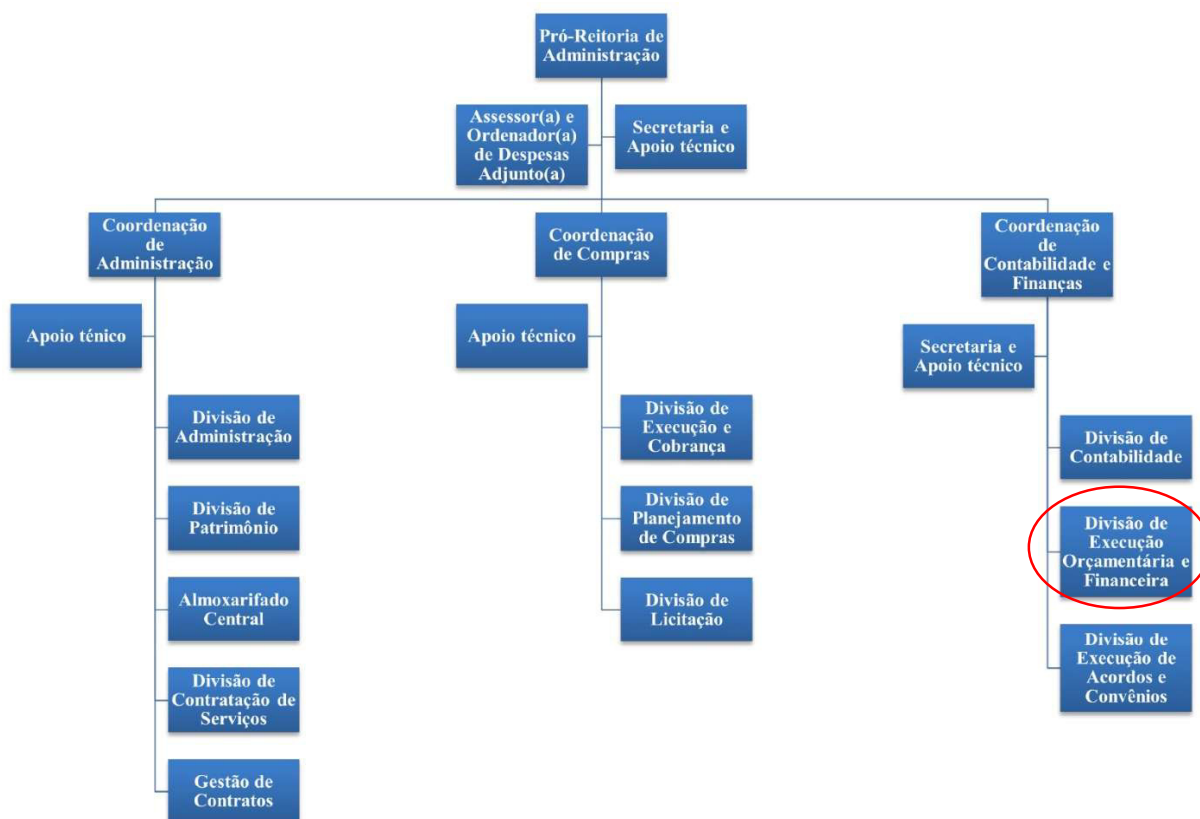 Pró-Reitoria de
Administração
Assessor(a) e
Ordenador(a)
de Despesas
Adjunto(a)
Secretaria e
Apoio técnico
Coordenação
de
Administração
Apoio ténico
Divisão de
Administração
Divisão de
Patrimônio
Almoxarifado
Central
Divisão de
Contratação de
Serviços
Gestão de
Contratos
Coordenação
de Compras
Apoio técnico
Divisão de
Execução e
Cobrança
Divisão de
Planejamento
de Compras
Divisão de
Licitação
Coordenação
de
Contabilidade e
Finanças
Secretaria e
Apoio técnico
Divisão de
Contabilidade
Divisão de
Execução
Orçamentária e
Financeira
Divisão de
Execução de
Acordos e
Convênios